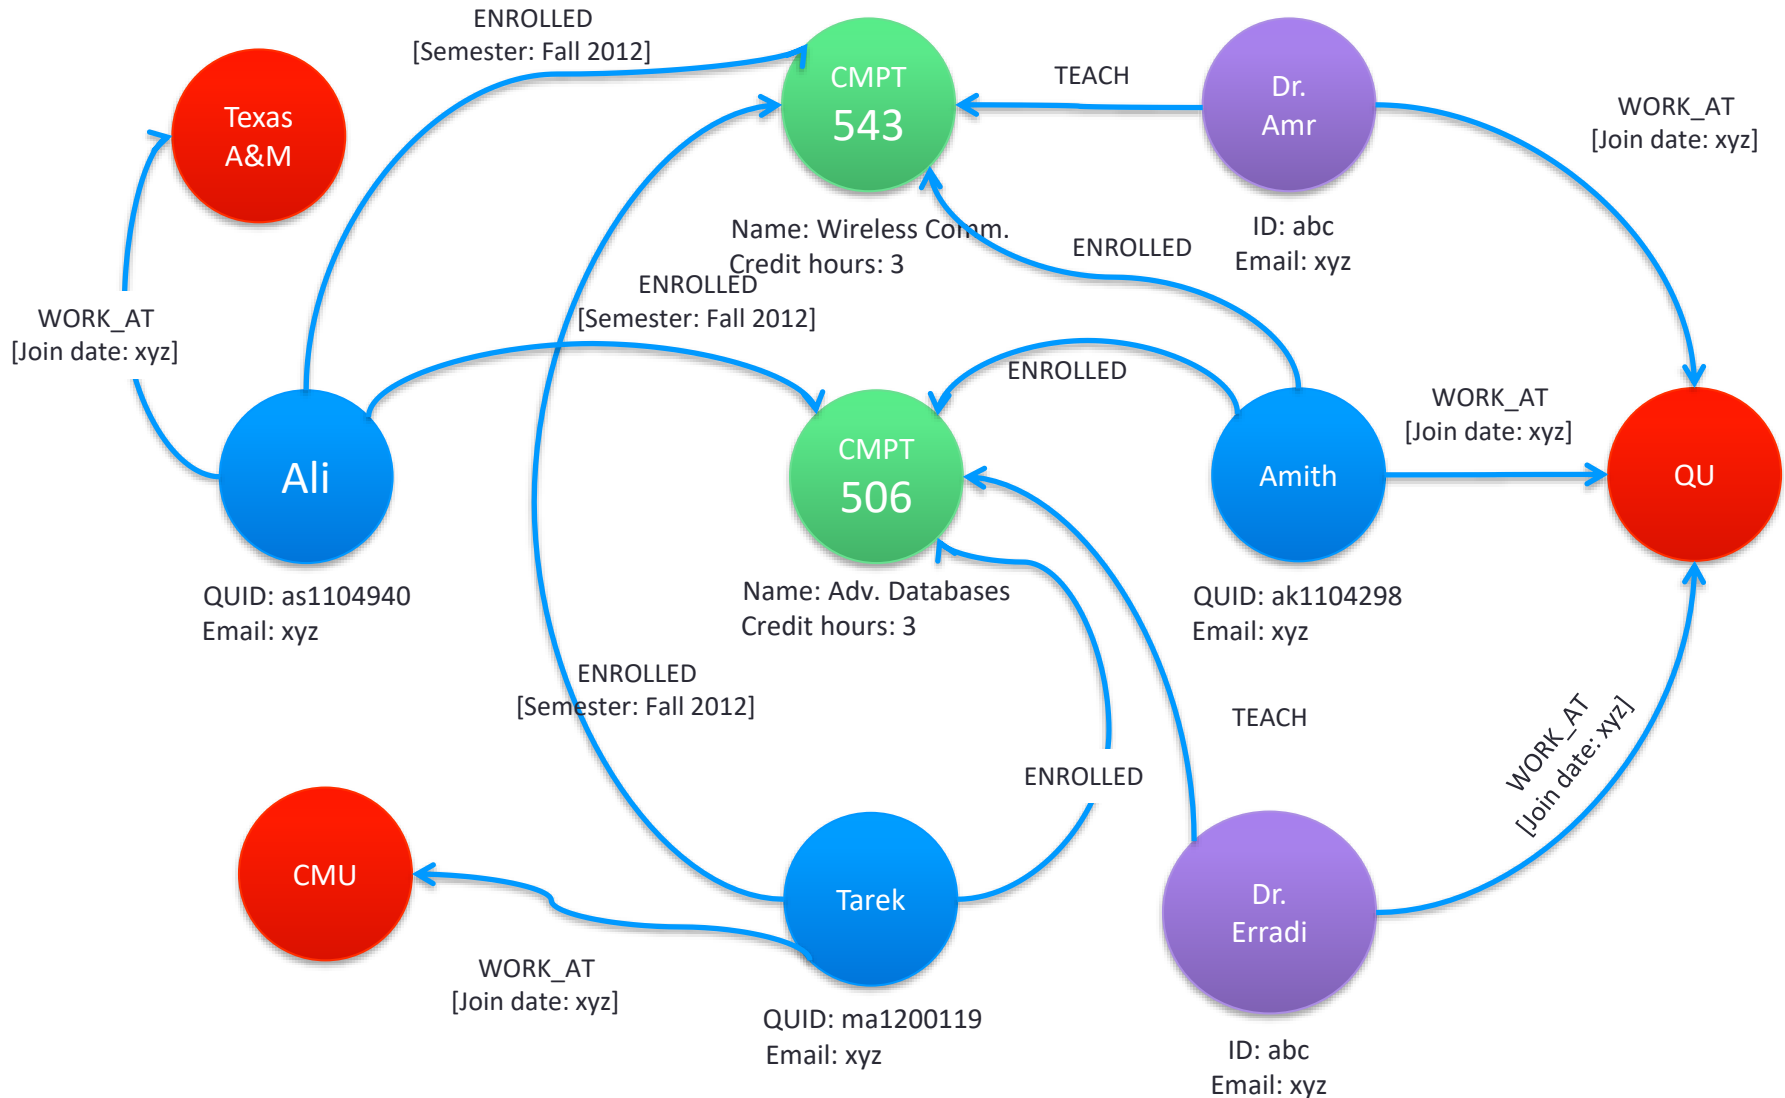 ENROLLED
[Semester: Fall 2012]
CMPT
543
TEACH
Dr.
Amr
WORK_AT
[Join date: xyz]
Texas
A&M
Name: Wireless Comm.
Credit hours: 3
ENROLLED
ID: abc
Email: xyz
ENROLLED
[Semester: Fall 2012]
WORK_AT
[Join date: xyz]
ENROLLED
WORK_AT
[Join date: xyz]
Ali
CMPT
506
Amith
QU
QUID: as1104940
Email: xyz
Name: Adv. Databases
Credit hours: 3
QUID: ak1104298
Email: xyz
ENROLLED
[Semester: Fall 2012]
TEACH
WORK_AT
[Join date: xyz]
ENROLLED
CMU
Tarek
Dr.
Erradi
WORK_AT
[Join date: xyz]
QUID: ma1200119
Email: xyz
ID: abc
Email: xyz